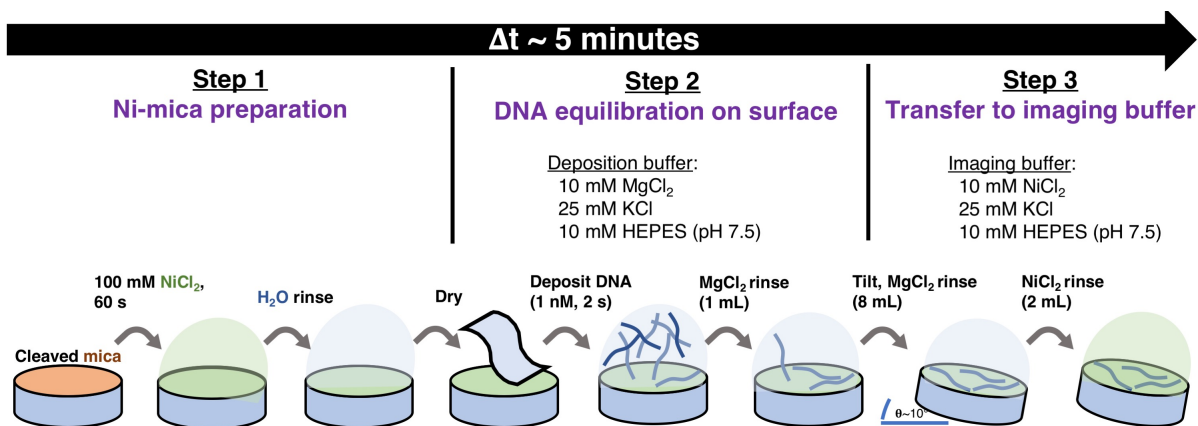 Δt ~ 5 minutes
Step 1
Ni-mica preparation
Step 2
DNA equilibration on surface
Deposition buffer:
10 mM MgCl₂
25 mM KCl
10 mM HEPES (pH 7.5)
Step 3
Transfer to imaging buffer
Imaging buffer:
10 mM NiCl₂
25 mM KCl
10 mM HEPES (pH 7.5)
Cleaved mica
100 mM NiCl₂,
60 s
H₂O rinse
Dry
Deposit DNA
(1 nM, 2 s)
MgCl₂ rinse
(1 mL)
Tilt, MgCl₂ rinse
(8 mL)
θ~10°
NiCl₂ rinse
(2 mL)